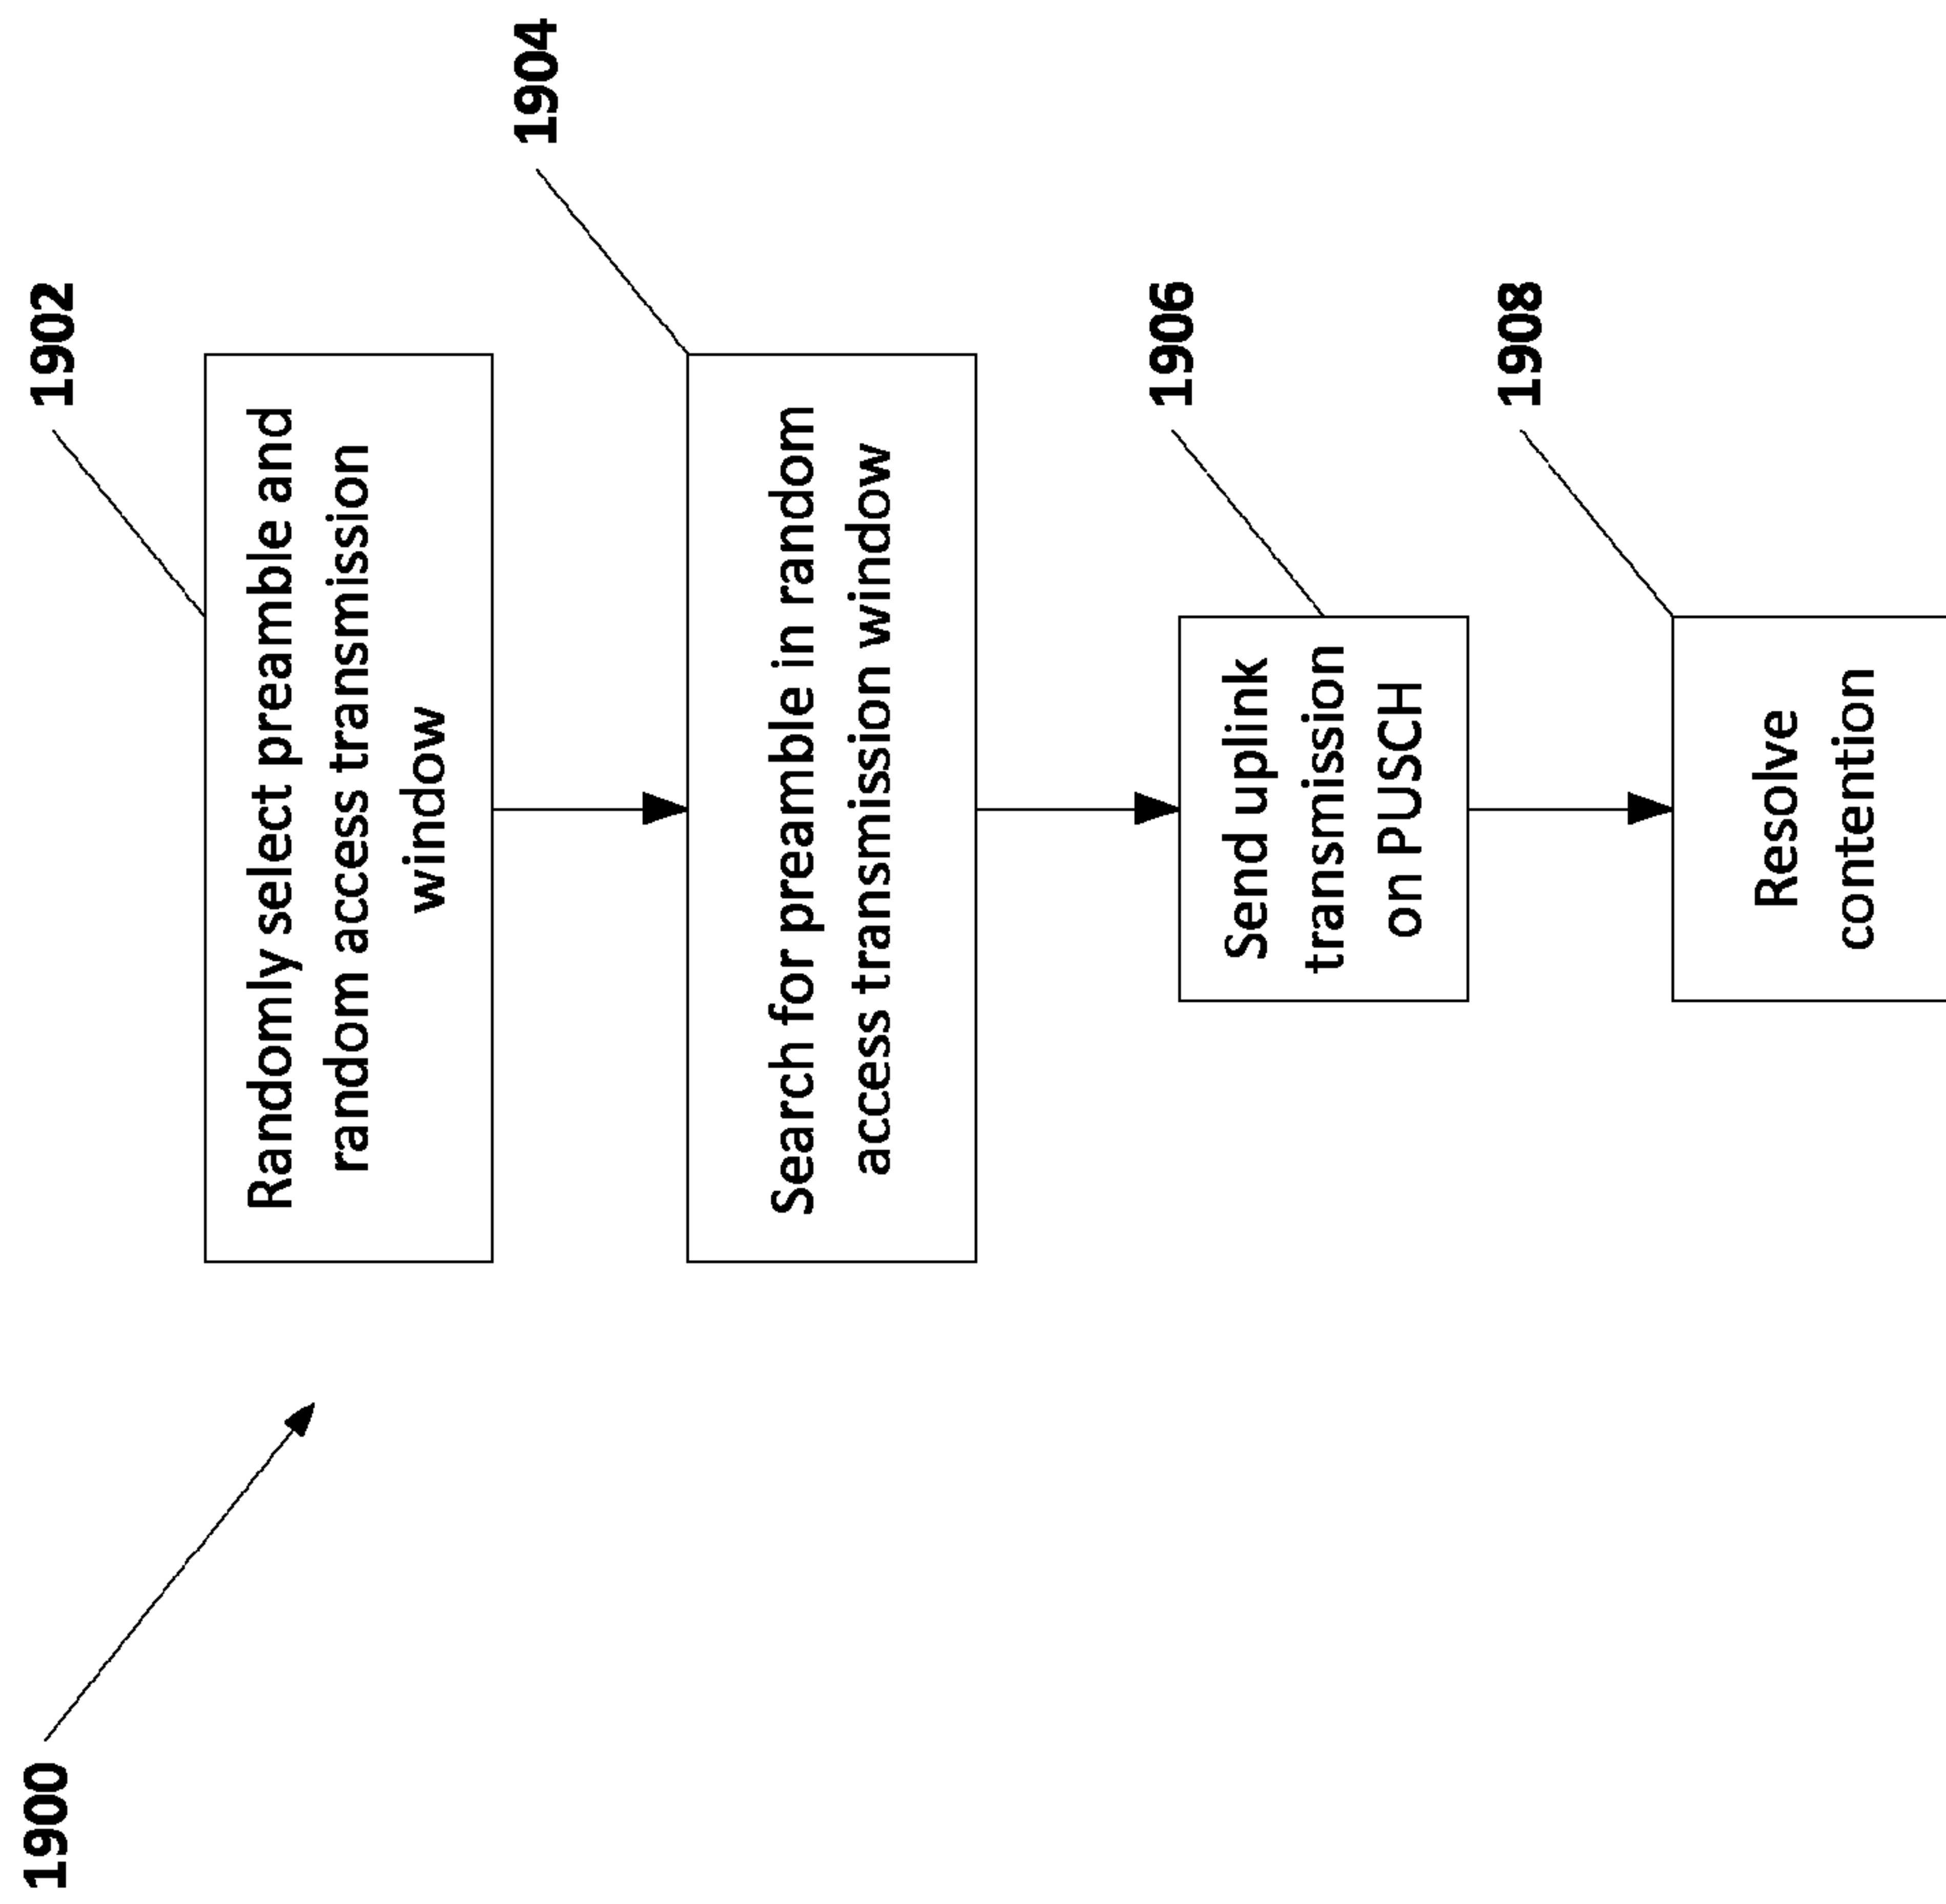 1900
1902
Randomly select preamble and
random access transmission
window
1904
Search for preamble in random
access transmission window
1906
Send uplink
transmission
on PUSCH
1908
Resolve
contention